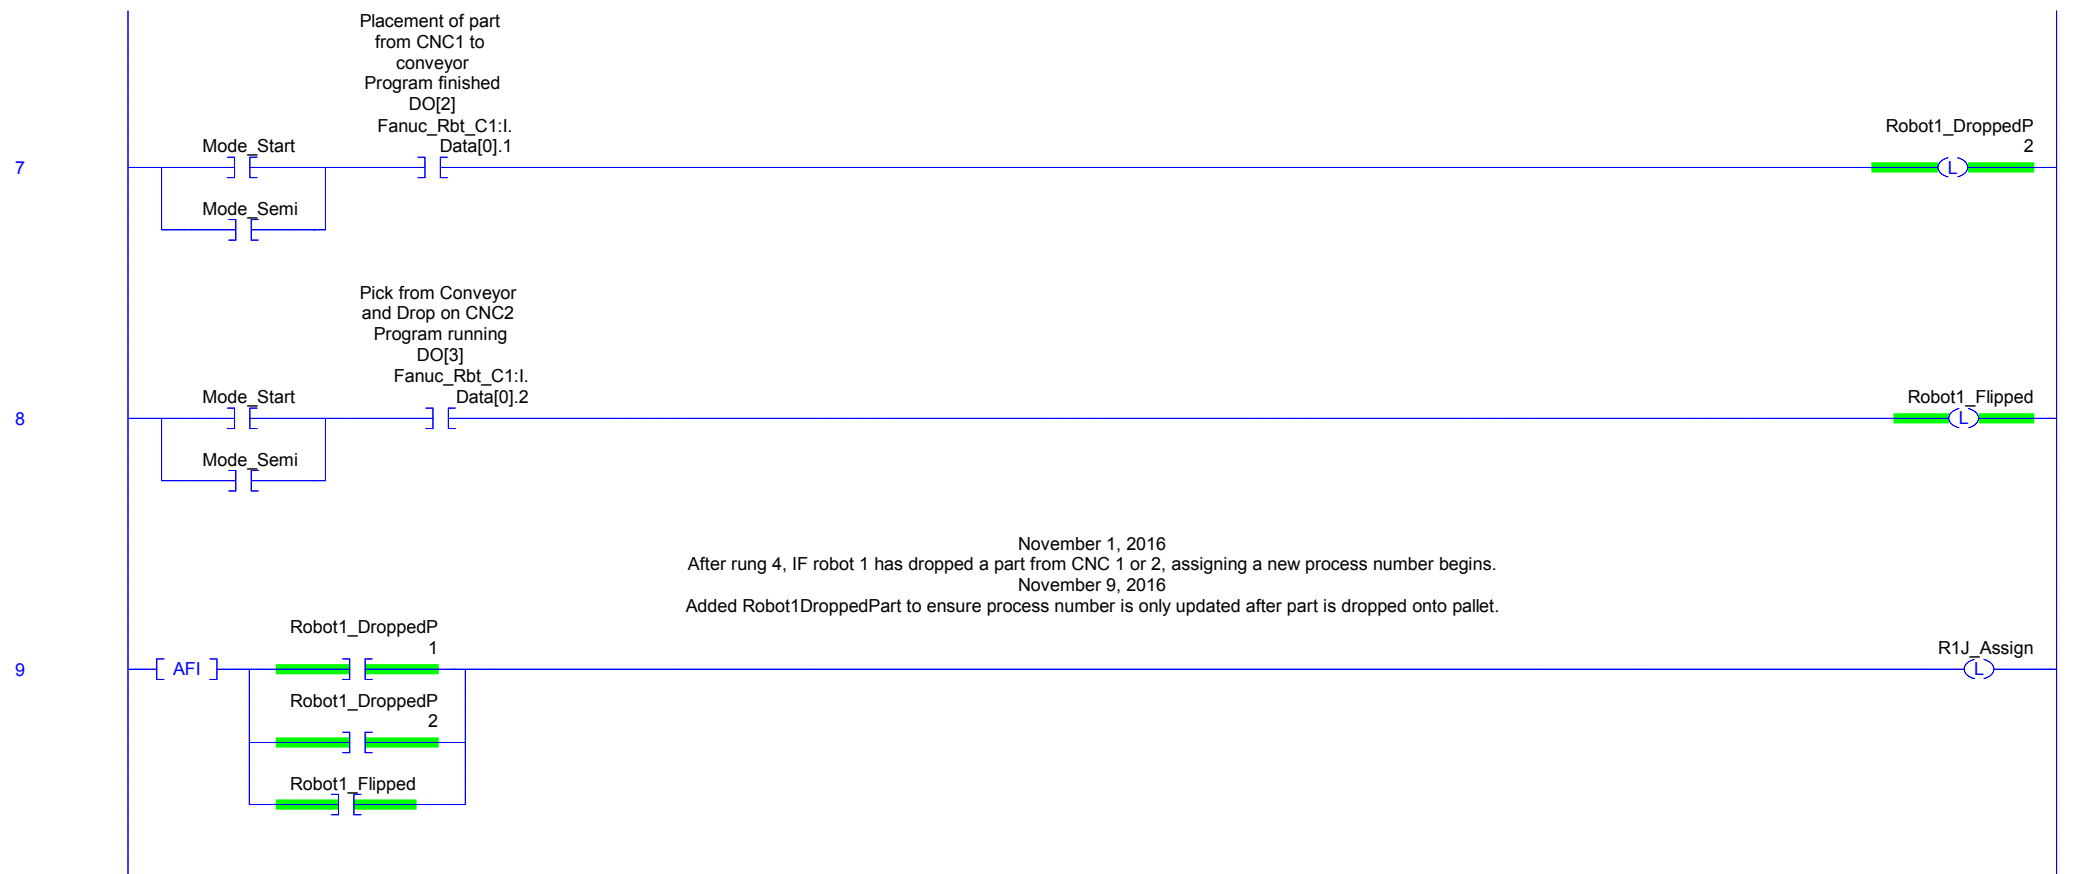 Placement of part
from CNC1 to
conveyor
Program finished
DO[2]
Fanuc_Rbt_C1:I.
Data[0].1
Mode_Start
Robot1_DroppedP
2
7
L
Mode_Semi
Pick from Conveyor
and Drop on CNC2
Program running
DO[3]
Fanuc_Rbt_C1:I.
Data[0].2
Mode_Start
Robot1_Flipped
8
L
Mode_Semi
November 1, 2016
After rung 4, IF robot 1 has dropped a part from CNC 1 or 2, assigning a new process number begins.
November 9, 2016
Added Robot1DroppedPart to ensure process number is only updated after part is dropped onto pallet.
Robot1_DroppedP
1
R1J_Assign
9
AFI
L
Robot1_DroppedP
2
Robot1_Flipped